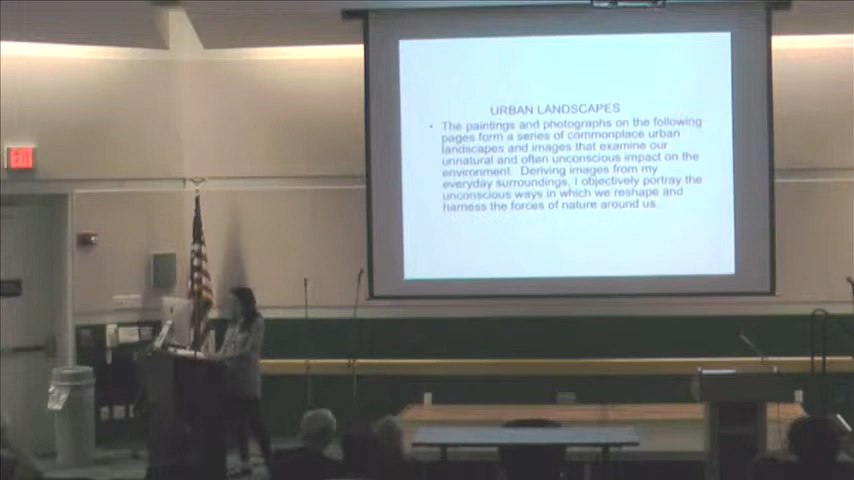 EXIT
URBAN LANDSCAPES
• The paintings and photographs on the following
pages form a series of commonplace urban
landscapes and images that examine our
unnatural and often unconscious impact on the
environment. Deriving images from my
everyday surroundings, I objectively portray the
unconscious ways in which we reshape and
harness the forces of nature around us.